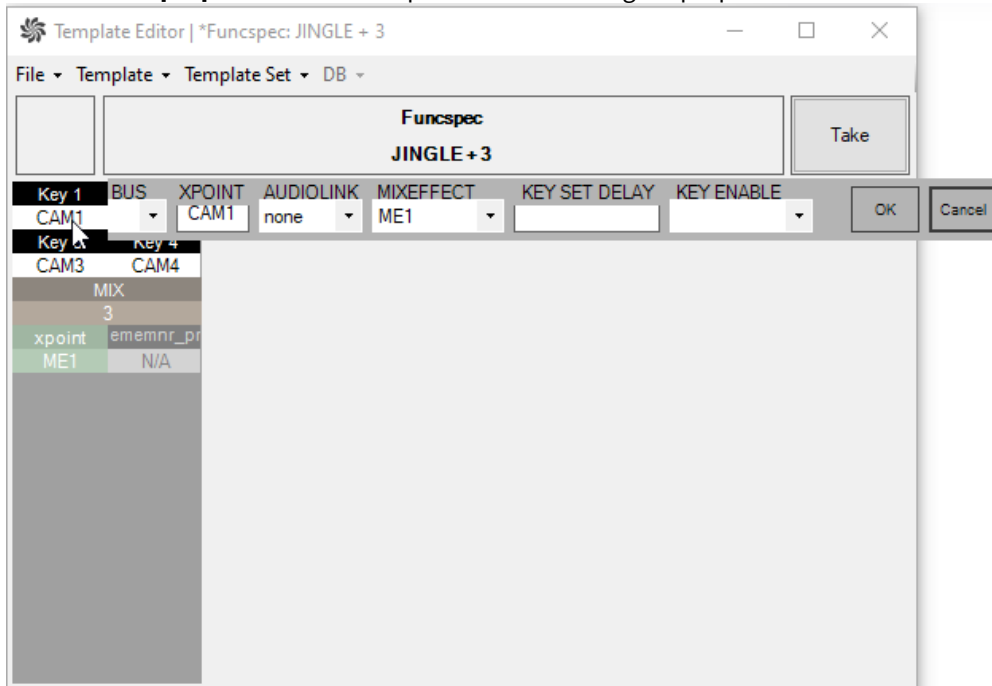 Template Editor | *Funcspec: JINGLE + 3
File Template Template Set DB
Funcspec
JINGLE + 3
Take
Key 1 BUS XPOINT AUDIOLINK MIXEFFECT KEY SET DELAY KEY ENABLE
CAM1 CAM1 none ME1 OK Cancel
Key Key 4
CAM3 CAM4
MIX
3
xpoint ememnr_pr
ME1 N/A